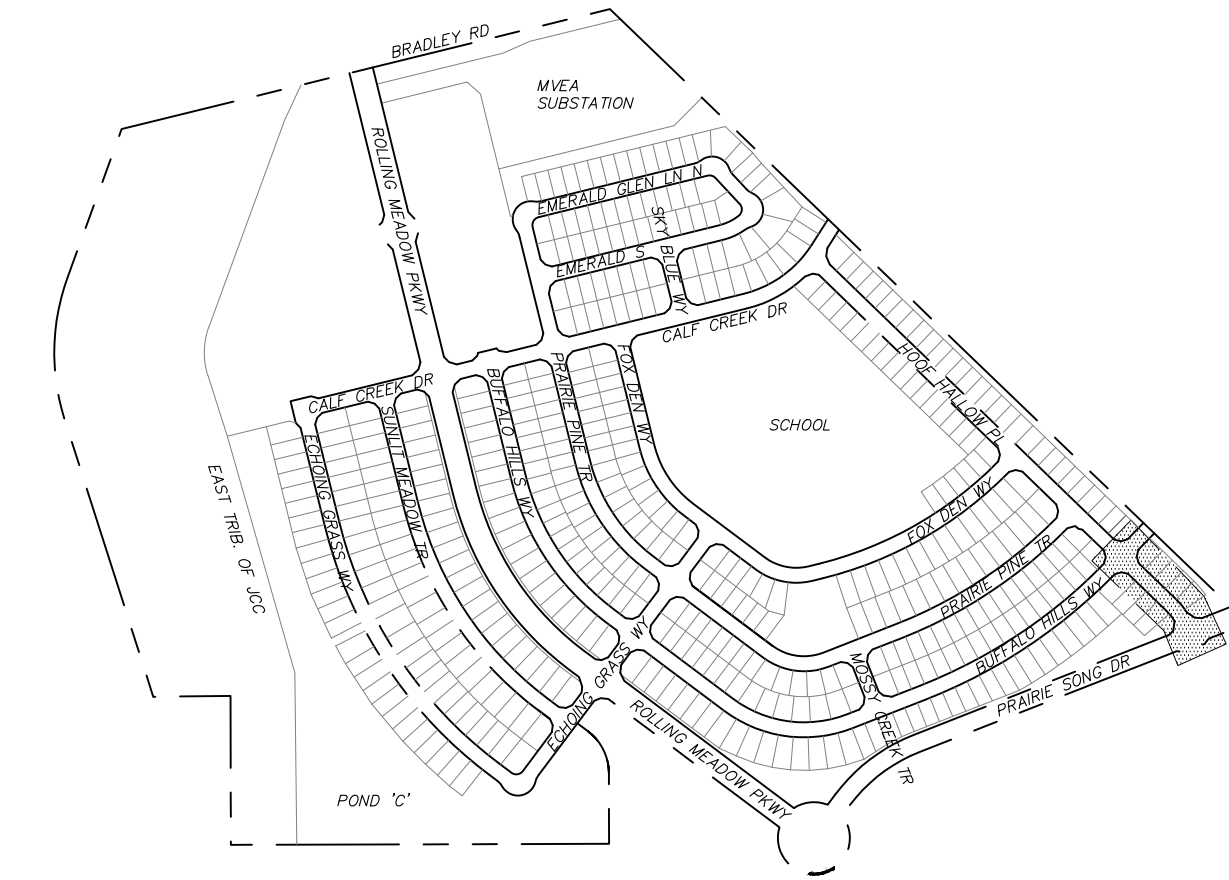 BRADLEY RD
MVEA
SUBSTATION
ROLLING MEADOW PKWY
EMERALD GLEN LN N
SKY BLUE WY
EMERALD S
CALF CREEK DR
HOOF HALLOW PL
CALF CREEK DR
SUNLIT MEADOW TR
BUFFALO HILLS WY
PRAIRIE PINE TR
FOX DEN WY
SCHOOL
ECHOING GRASS WY
EAST TRIB. OF JCC
FOX DEN WY
PRAIRIE PINE TR
BUFFALO HILLS WY
ECHOING GRASS WY
MOSSY CREEK TR
PRAIRIE SONG DR
ROLLING MEADOW PKWY
POND 'C'